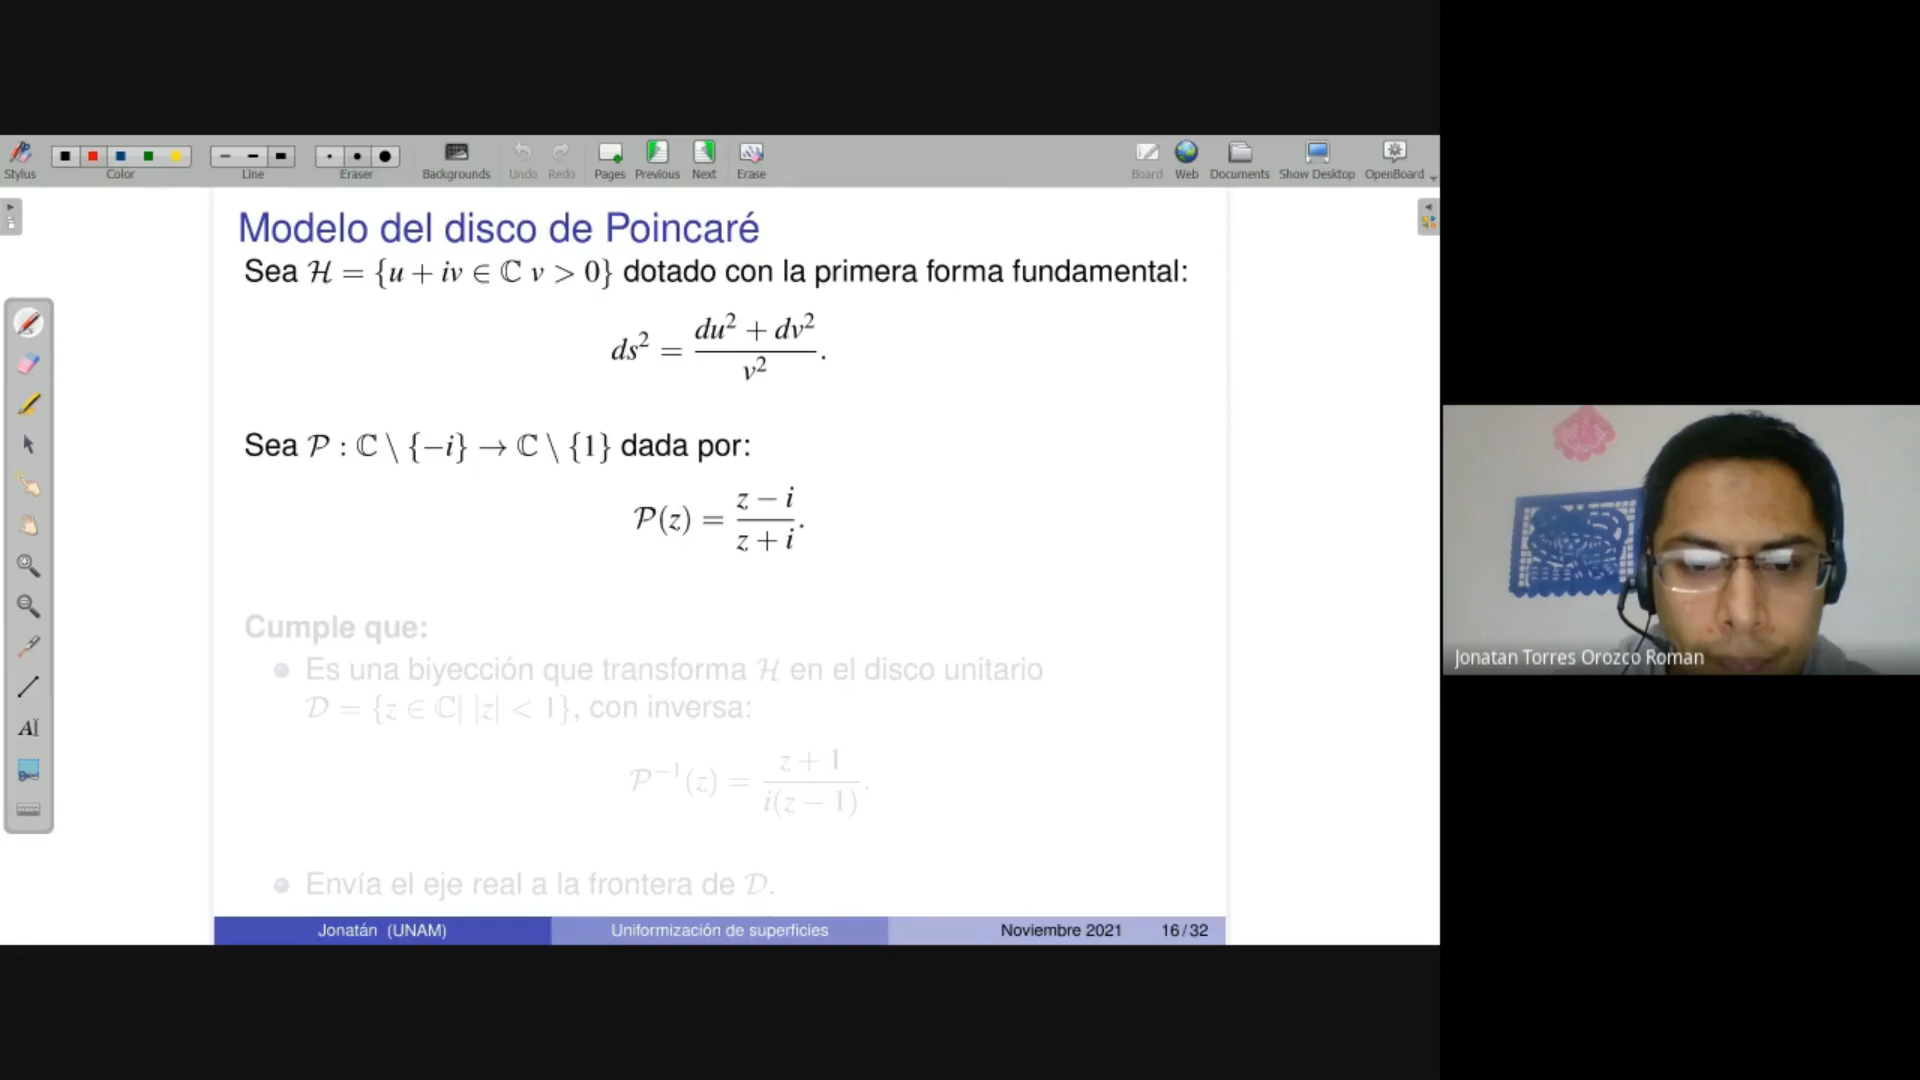 Stylus
Color
Line
Eraser
Backgrounds
Undo
Redo
Pages
Previous
Next
Erase
Board
Web
Documents
Show Desktop
OpenBoard
Modelo del disco de Poincaré
Sea ℋ = {u + iv ∈ ℂ v > 0} dotado con la primera forma fundamental:
ds² = (du² + dv²)/v².
Sea 𝒫 : ℂ \ {−i} → ℂ \ {1} dada por:
𝒫(z) = (z − i)/(z + i).
Cumple que:
Es una biyección que transforma ℋ en el disco unitario
𝒟 = {z ∈ ℂ| |z| < 1}, con inversa:
𝒫⁻¹(z) = (z + 1)/(i(z − 1)).
Envía el eje real a la frontera de 𝒟.
Jonatán (UNAM)
Uniformización de superficies
Noviembre 2021
16/32
AI
Jonatan Torres Orozco Roman